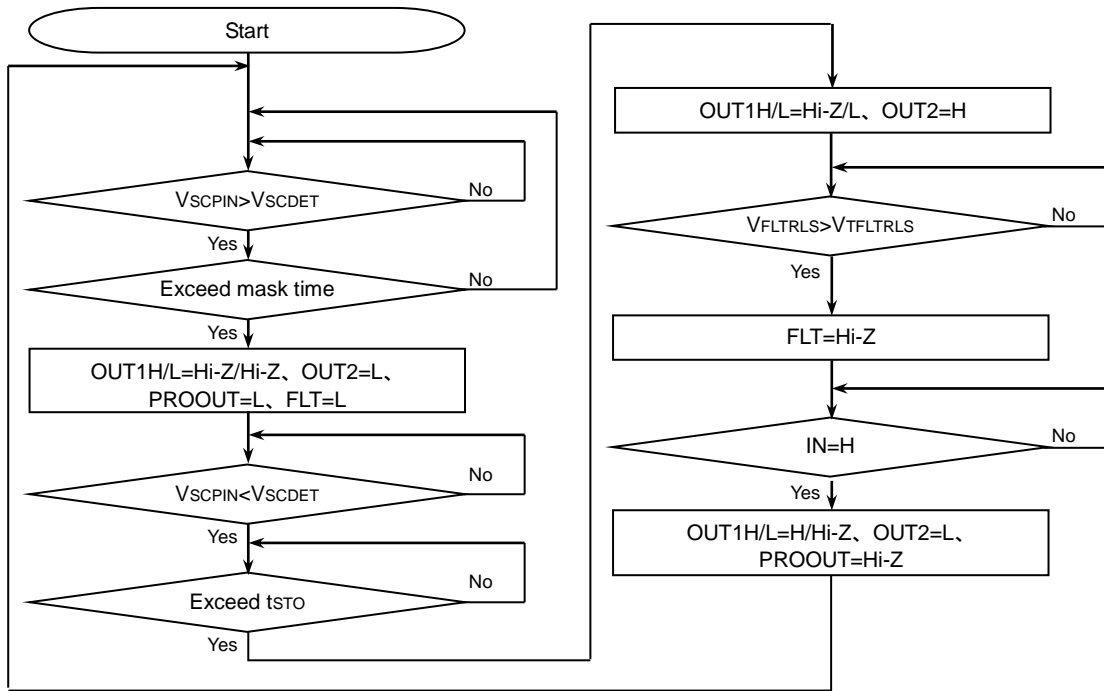 Start
VSCPIN>VSCDET
No
Yes
Exceed mask time
No
Yes
OUT1H/L=Hi-Z/Hi-Z、OUT2=L、
PROOUT=L、FLT=L
VSCPIN<VSCDET
No
Yes
Exceed tSTO
No
Yes
OUT1H/L=Hi-Z/L、OUT2=H
VFLTRLS>VTFLTRLS
No
Yes
FLT=Hi-Z
IN=H
No
Yes
OUT1H/L=H/Hi-Z、OUT2=L、
PROOUT=Hi-Z